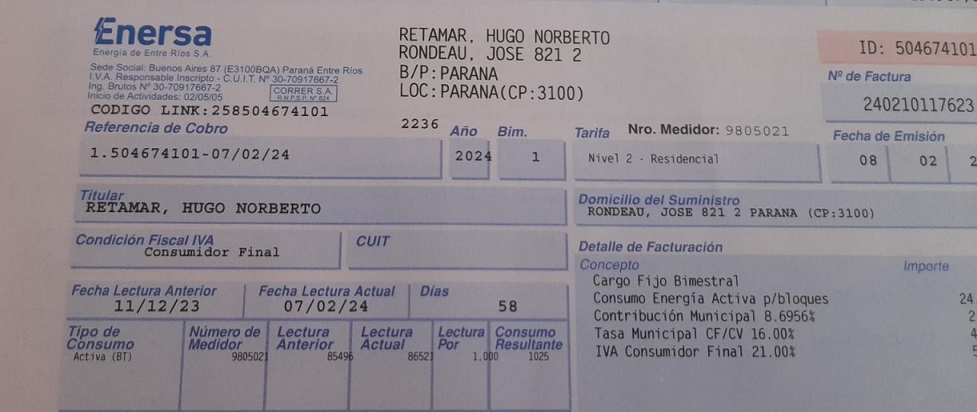 Enersa
Energía de Entre Ríos S.A.
Sede Social: Buenos Aires 87 (E3100BQA) Paraná Entre Ríos
I.V.A. Responsable Inscripto - C.U.I.T. Nº 30-70917667-2
Ing. Brutos Nº 30-70917667-2
Inicio de Actividades: 02/05/05
CORRER S.A.
R.N.P.S.P. Nº 824
CODIGO LINK:258504674101
RETAMAR, HUGO NORBERTO
RONDEAU, JOSE 821 2
B/P:PARANA
LOC:PARANA(CP:3100)
2236
ID: 504674101
Nº de Factura
240210117623
Referencia de Cobro
1.504674101-07/02/24
Año
2024
Bim.
1
Tarifa
Nro. Medidor: 9805021
Nivel 2 - Residencial
Fecha de Emisión
08 02 2
Titular
RETAMAR, HUGO NORBERTO
Domicilio del Suministro
RONDEAU, JOSE 821 2 PARANA (CP:3100)
Condición Fiscal IVA
Consumidor Final
CUIT
Fecha Lectura Anterior
11/12/23
Fecha Lectura Actual
07/02/24
Días
58
Tipo de Consumo
Número de Medidor
Lectura Anterior
Lectura Actual
Lectura Por
Consumo Resultante
Activa (BT) 9805021 85496 86521 1.000 1025
Detalle de Facturación
Concepto Importe
Cargo Fijo Bimestral
Consumo Energía Activa p/bloques 24
Contribución Municipal 8.6956% 2
Tasa Municipal CF/CV 16.00% 4
IVA Consumidor Final 21.00% 5